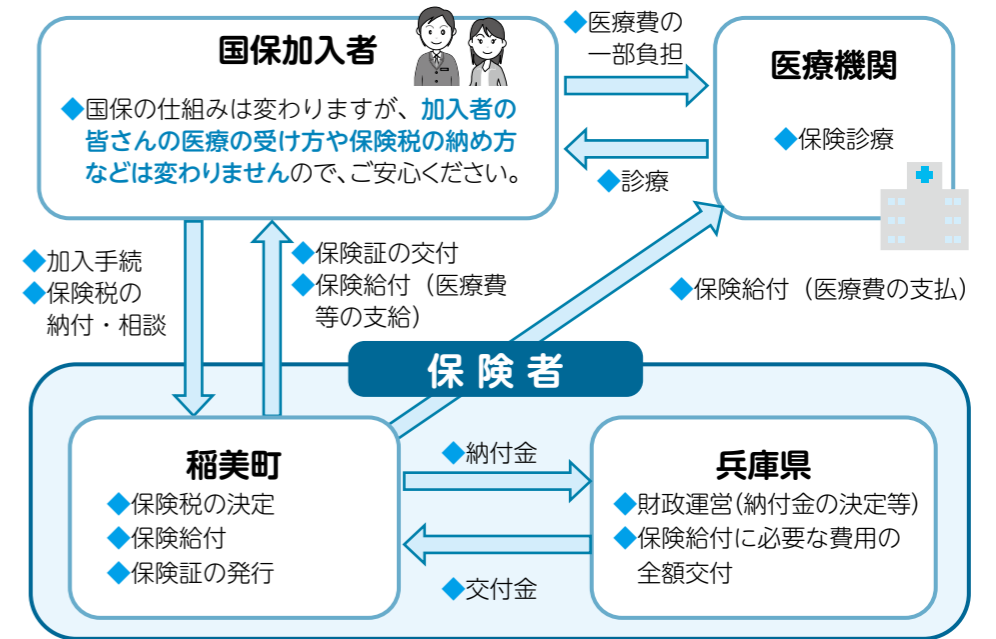 国保加入者
◆国保の仕組みは変わりますが、加入者の
皆さんの医療の受け方や保険税の納め方
などは変わりませんので、ご安心ください。
◆医療費の
一部負担
◆診療
医療機関
◆保険診療
◆加入手続
◆保険税の
納付・相談
◆保険証の交付
◆保険給付（医療費
等の支給）
◆保険給付（医療費の支払）
保険者
稲美町
◆保険税の決定
◆保険給付
◆保険証の発行
◆納付金
◆交付金
兵庫県
◆財政運営(納付金の決定等)
◆保険給付に必要な費用の
全額交付